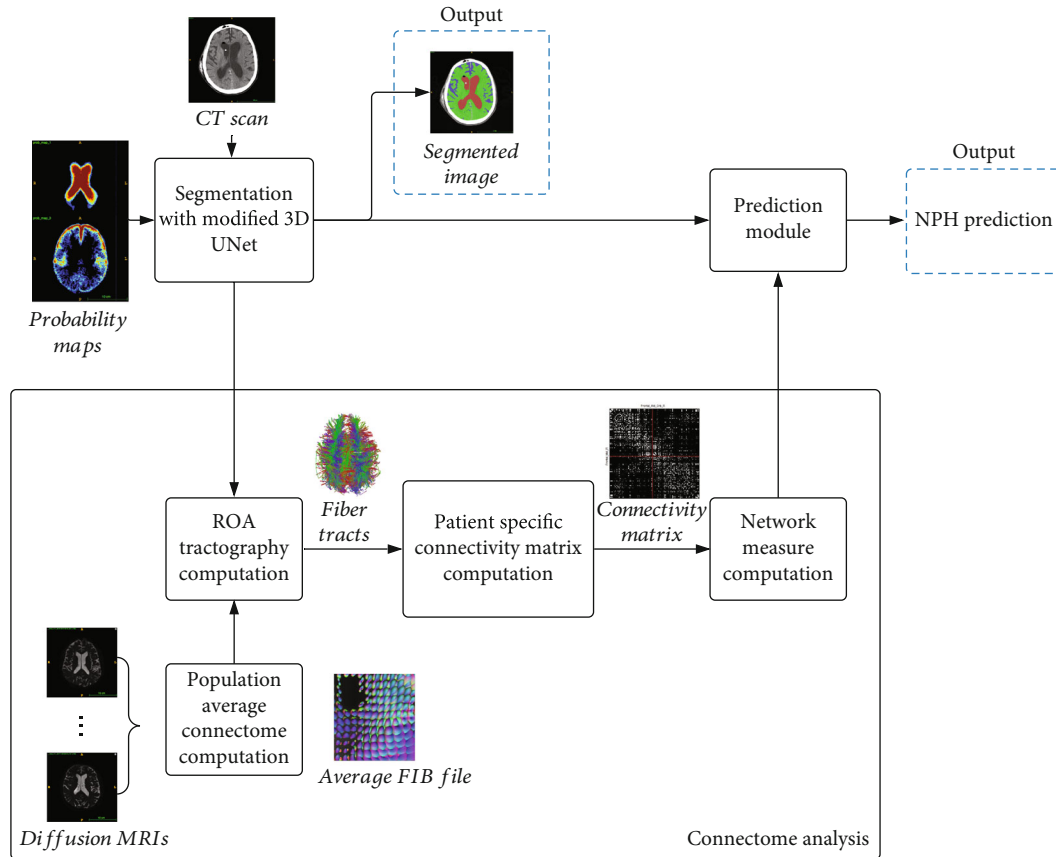 Output
CT scan
Segmented
image
Segmentation
with modified 3D
UNet
Prediction
module
Output
NPH prediction
Probability
maps
Fiber
tracts
Connectivity
matrix
ROA
tractography
computation
Patient specific
connectivity matrix
computation
Network
measure
computation
Population
average
connectome
computation
Average FIB file
Diffusion MRIs
Connectome analysis